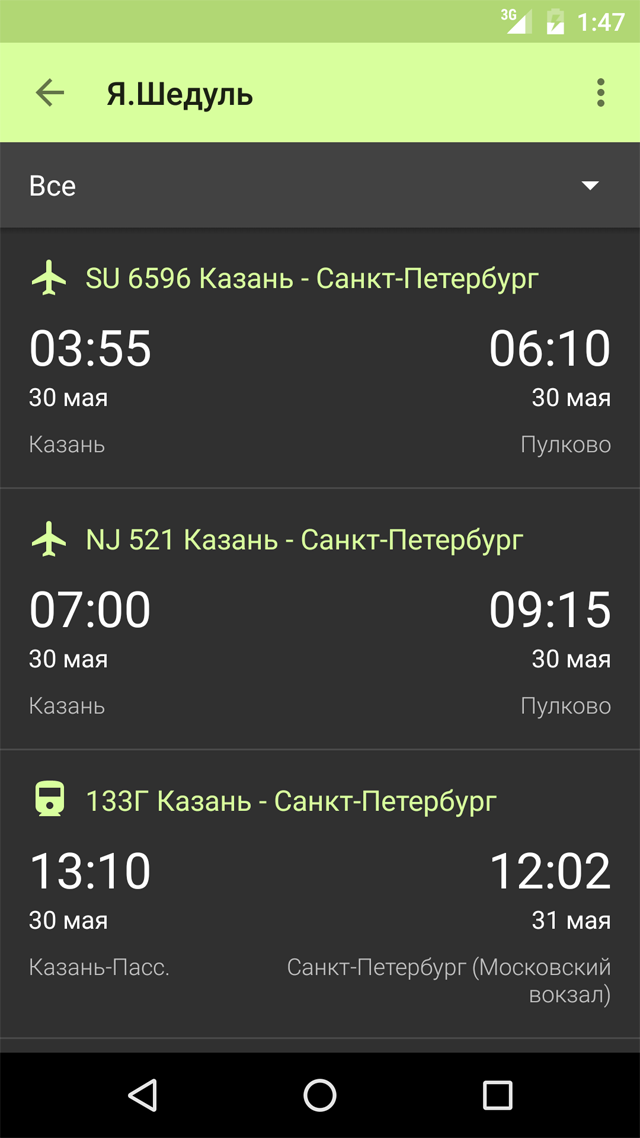 3G 1:47
Я.Шедуль
Все
SU 6596 Казань - Санкт-Петербург
03:55 06:10
30 мая 30 мая
Казань Пулково
NJ 521 Казань - Санкт-Петербург
07:00 09:15
30 мая 30 мая
Казань Пулково
133Г Казань - Санкт-Петербург
13:10 12:02
30 мая 31 мая
Казань-Пасс. Санкт-Петербург (Московский
вокзал)